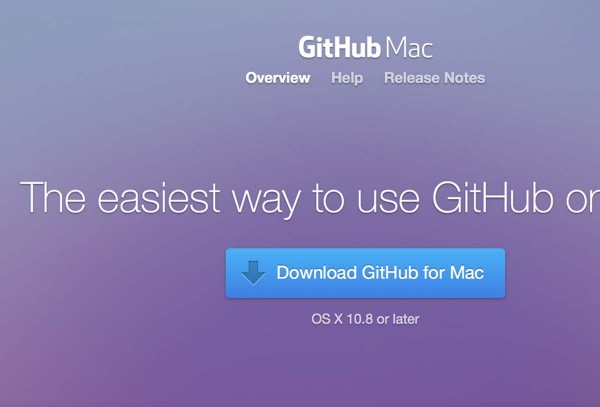 GitHub Mac
Overview Help Release Notes
The easiest way to use GitHub on
Download GitHub for Mac
OS X 10.8 or later